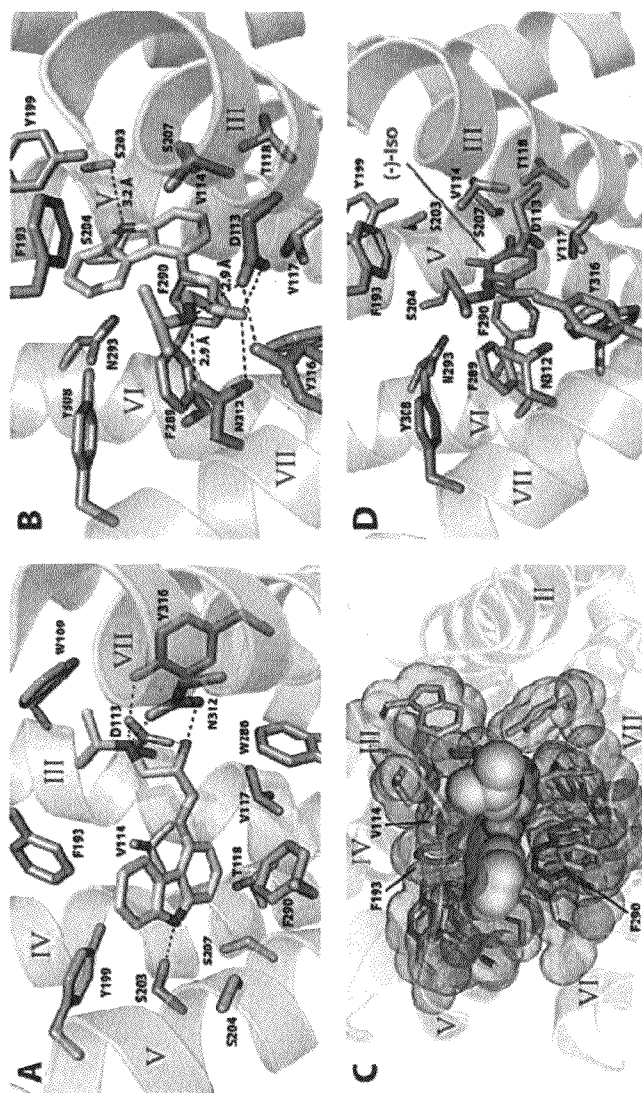 A
IV
III
W109
F193
D113
VII
Y199
V114
Y316
N312
S203
T118
V117
W286
S207
F290
S204
V
B
F193
Y199
Y308
N293
S204
V
S203
3.2 Å
VI
F290
V114
S207
III
F289
2.9 Å
2.9 Å
D113
T118
N312
V117
VII
Y316
C
F193
V114
IV
III
II
V
VI
F290
VII
D
Y199
F193
(-)-Iso
Y308
N293
S204
V
S203
V114
III
VI
F289
F290
S207
D113
T118
N312
V117
VII
Y316